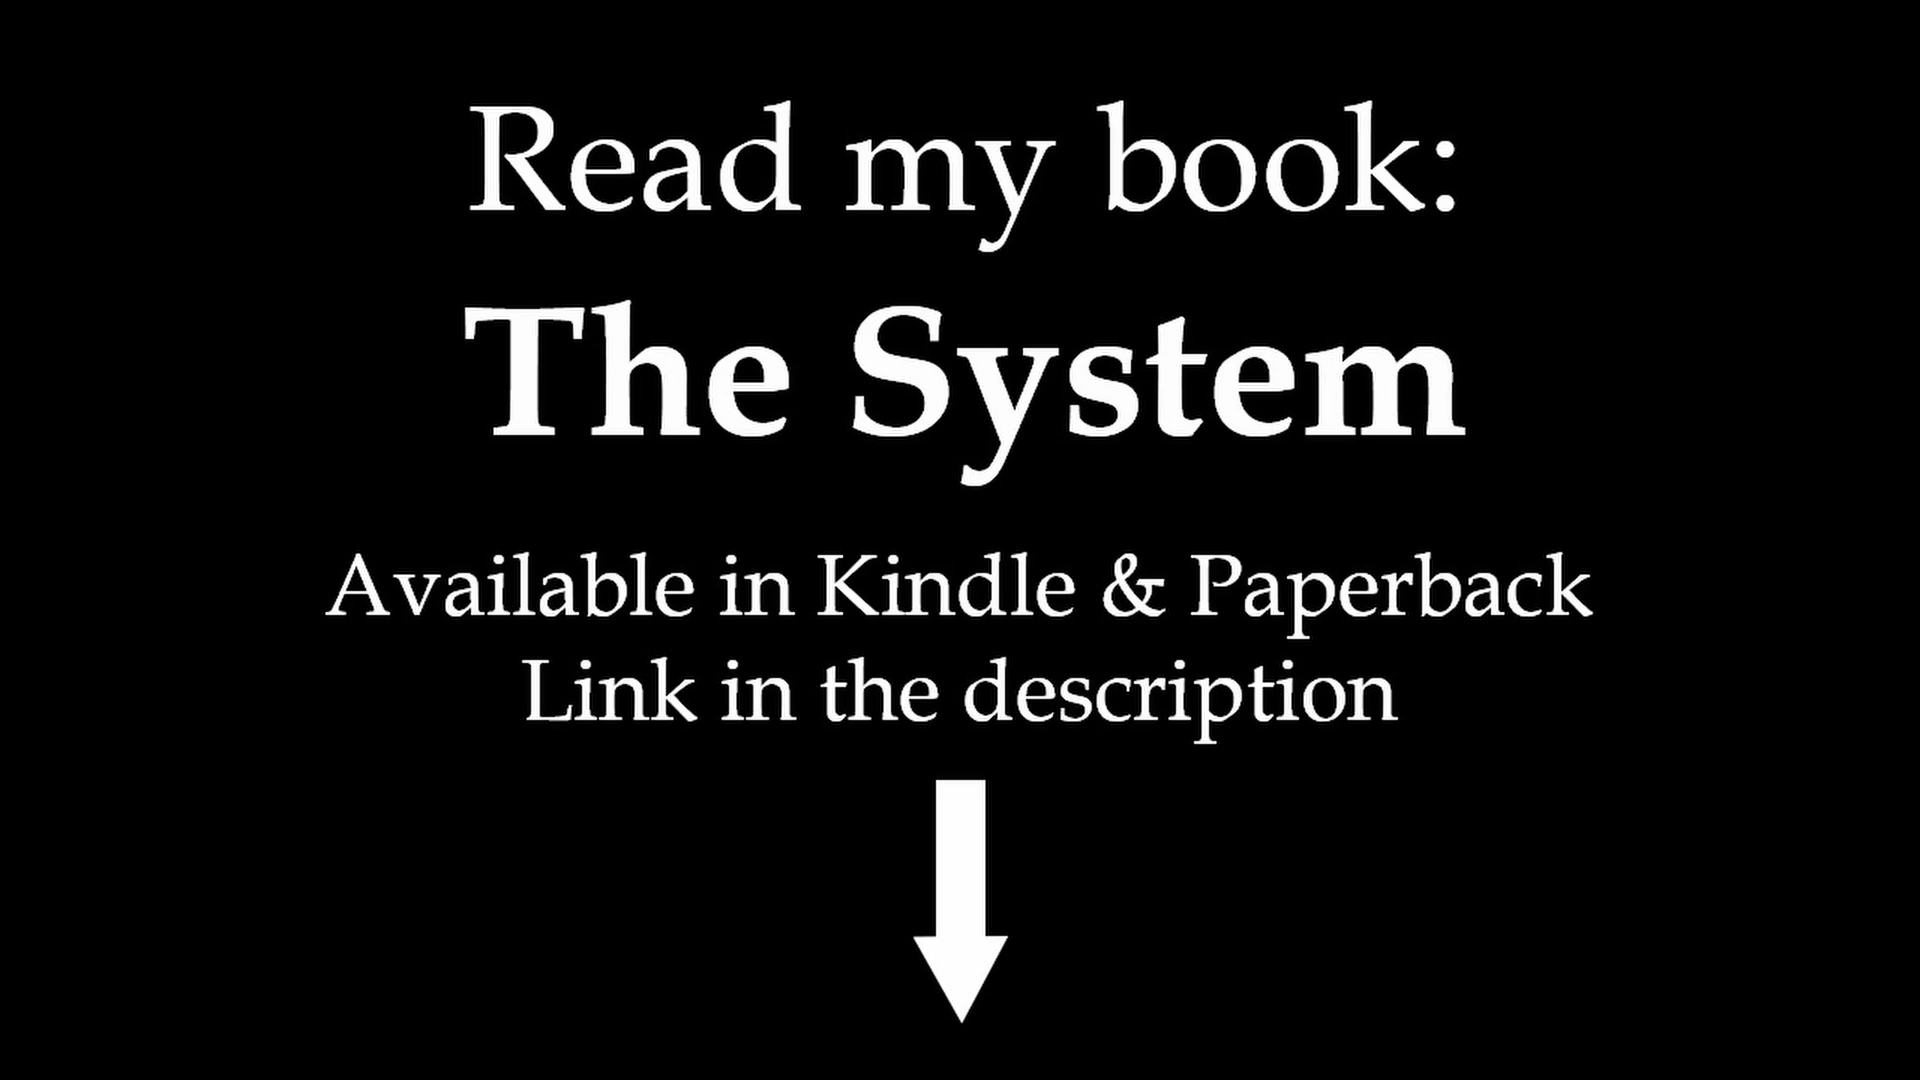 Read my book:
The System
Available in Kindle & Paperback
Link in the description